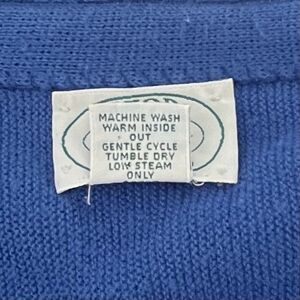 MACHINE WASH
WARM INSIDE
OUT
GENTLE CYCLE
TUMBLE DRY
LOW STEAM
ONLY